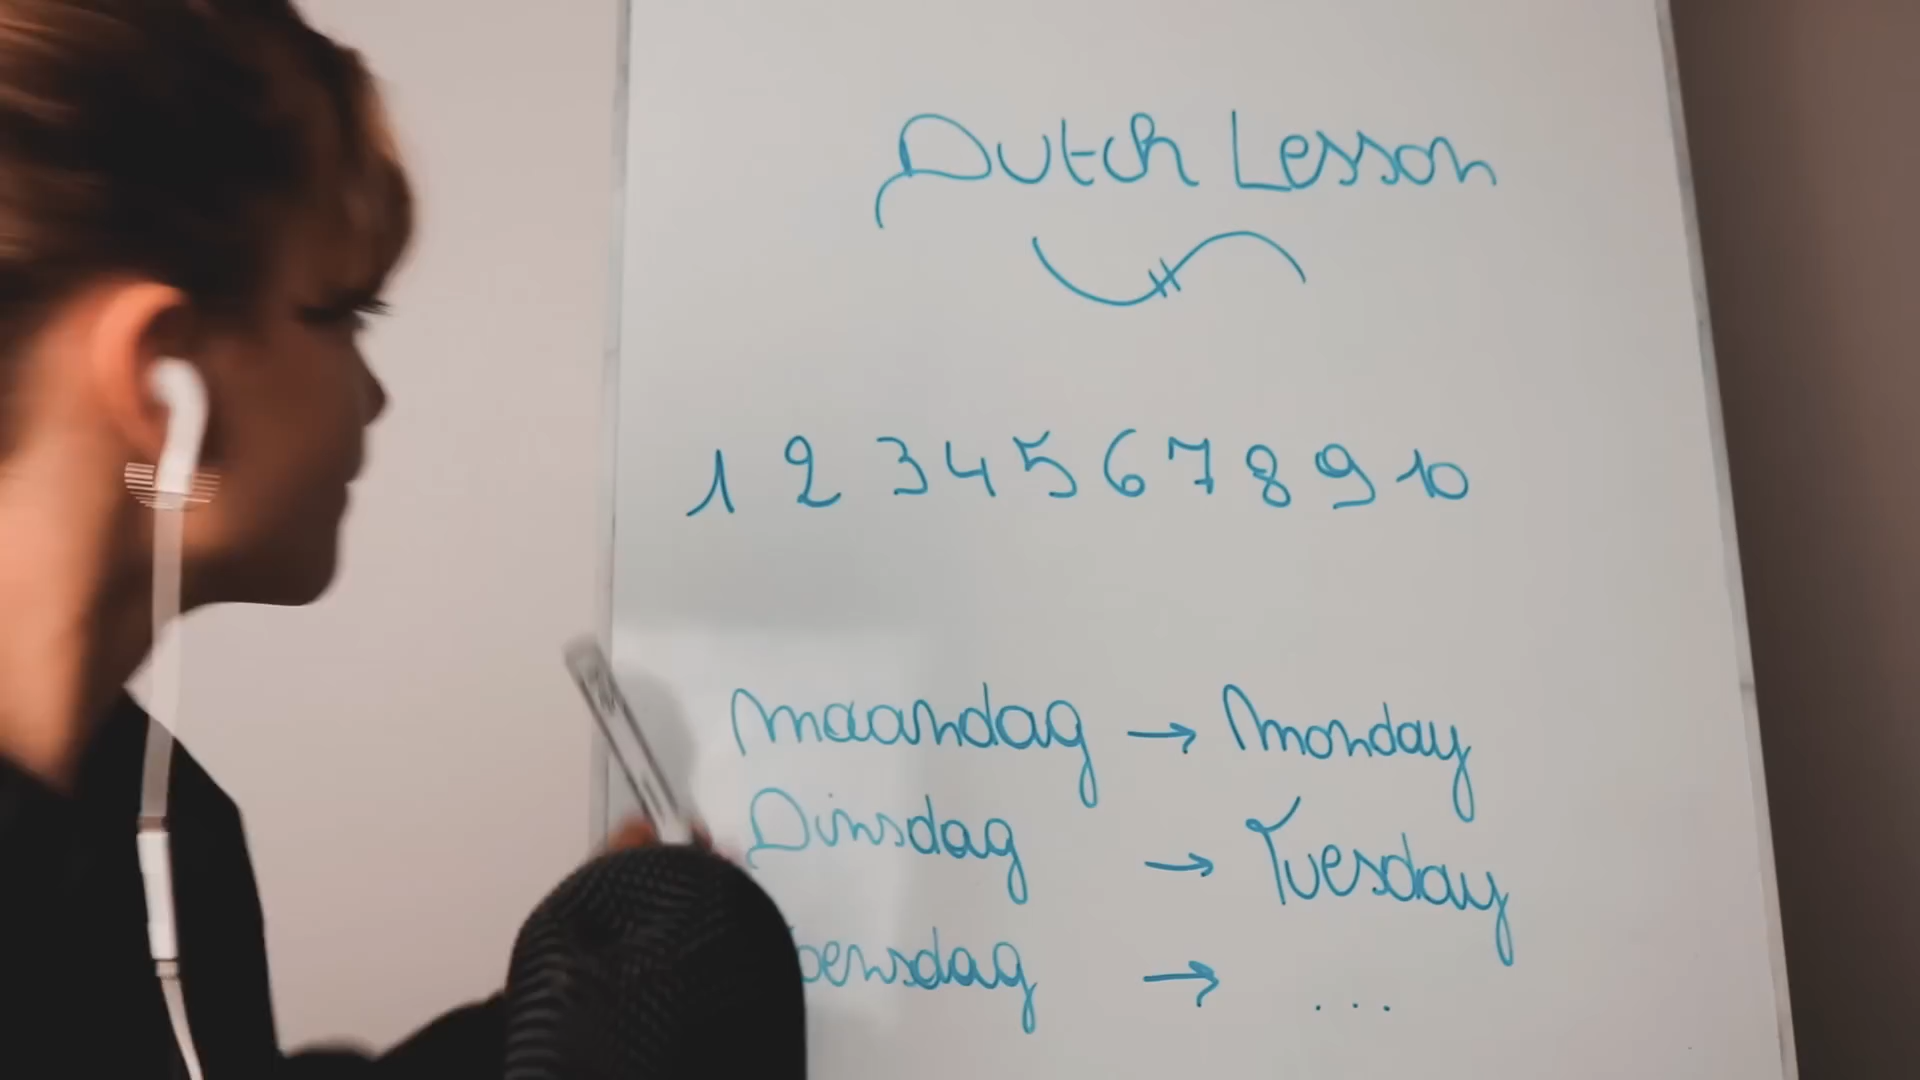 Dutch Lesson
1 2 3 4 5 6 7 8 9 10
Maandag → Monday
Dinsdag → Tuesday
→ ...